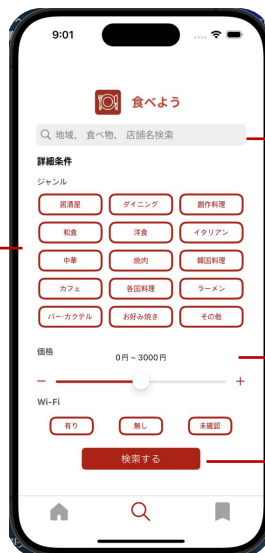 9:01
食べよう
地域、 食べ物、 店舗名検索
詳細条件
ジャンル
居酒屋 ダイニング 創作料理
和食 洋食 イタリアン
中華 焼肉 韓国料理
カフェ 各国料理 ラーメン
バー・カクテル お好み焼き その他
価格
0円 ~ 3000円
Wi-Fi
有り 無し 未確認
検索する